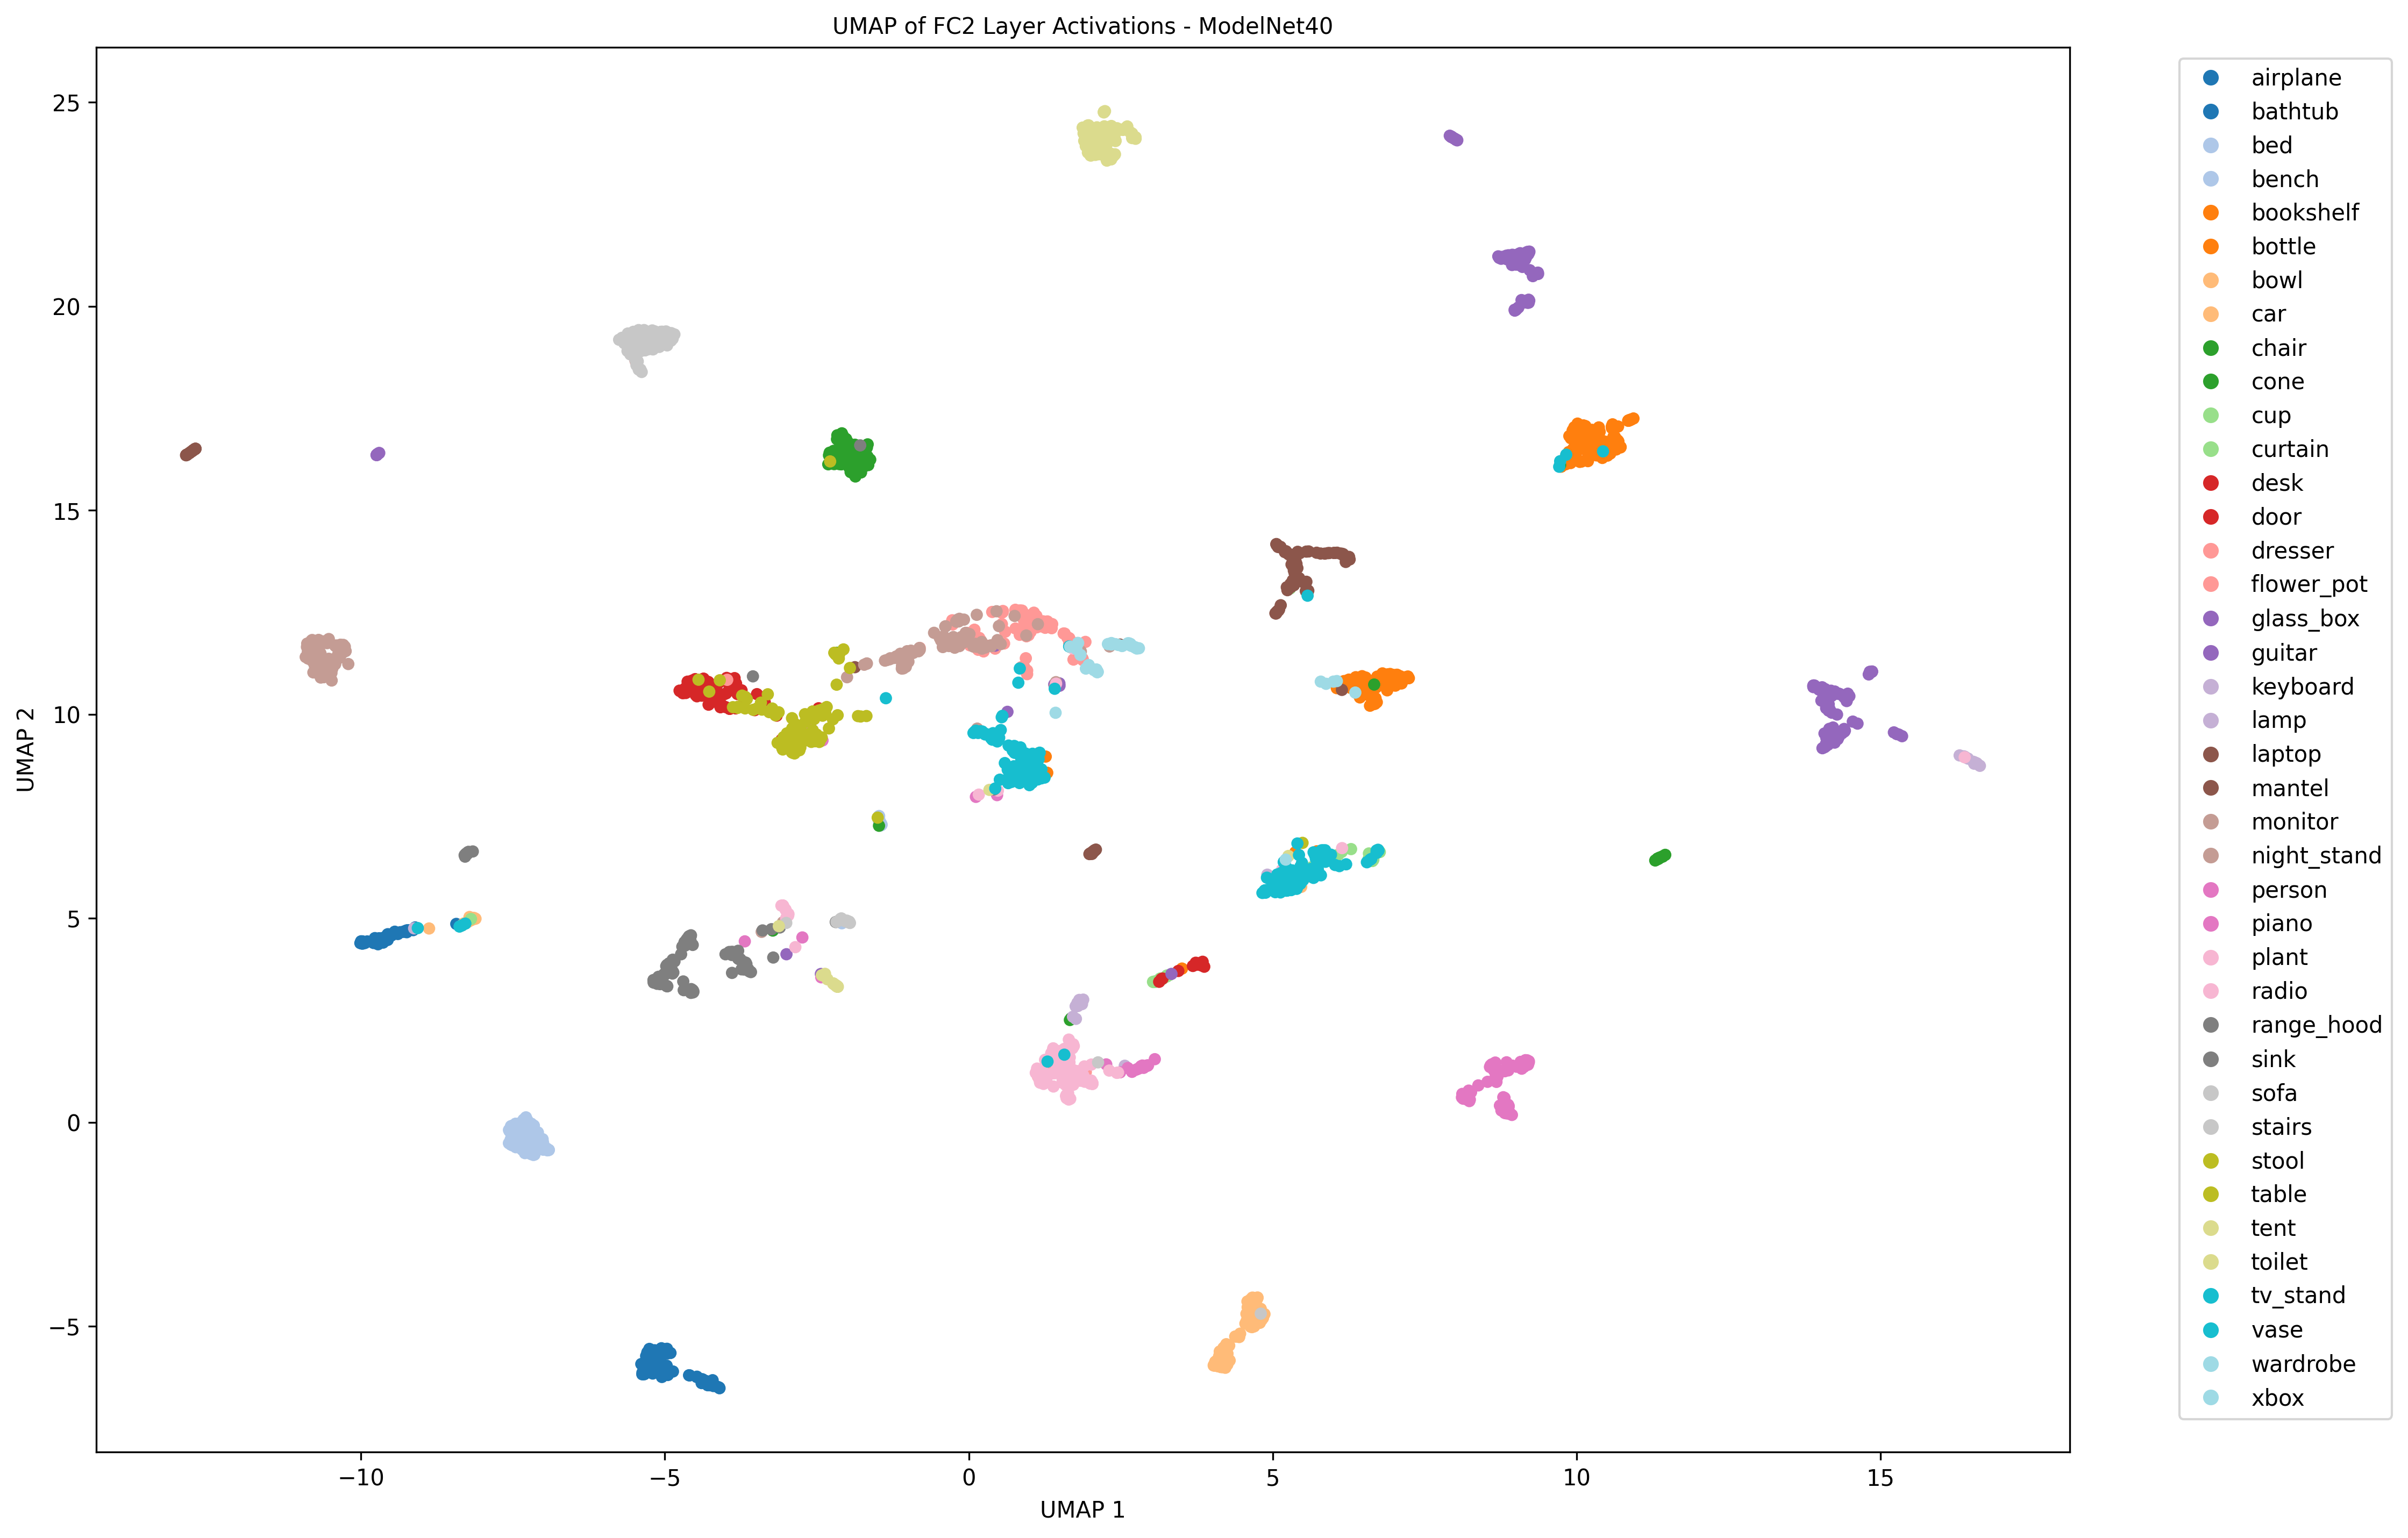 UMAP of FC2 Layer Activations - ModelNet40
25
20
15
10
5
0
−5
UMAP 2
−10
−5
0
5
10
15
UMAP 1
airplane
bathtub
bed
bench
bookshelf
bottle
bowl
car
chair
cone
cup
curtain
desk
door
dresser
flower_pot
glass_box
guitar
keyboard
lamp
laptop
mantel
monitor
night_stand
person
piano
plant
radio
range_hood
sink
sofa
stairs
stool
table
tent
toilet
tv_stand
vase
wardrobe
xbox